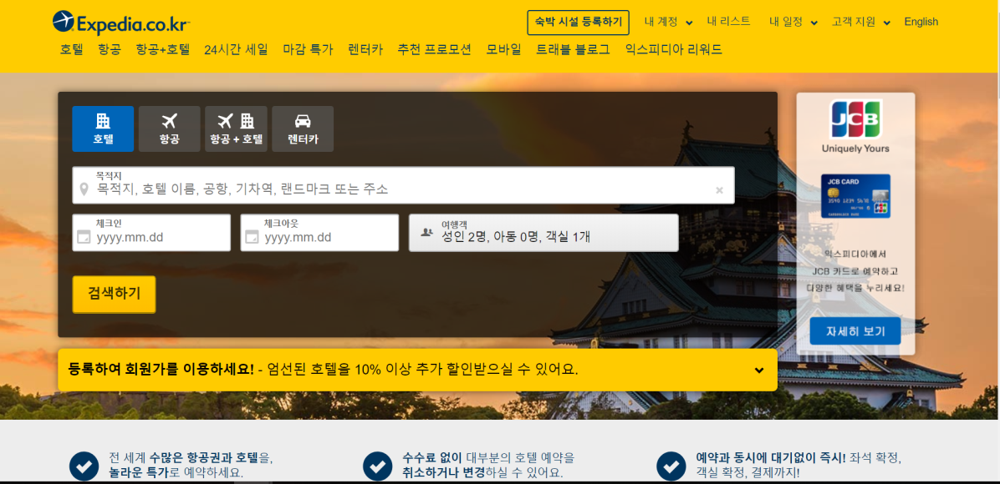 Expedia.co.kr™
숙박 시설 등록하기 내 계정 내 리스트 내 일정 고객 지원 English
호텔 항공 항공+호텔 24시간 세일 마감 특가 렌터카 추천 프로모션 모바일 트래블 블로그 익스피디아 리워드
호텔 항공 항공 + 호텔 렌터카
목적지
목적지, 호텔 이름, 공항, 기차역, 랜드마크 또는 주소
체크인
yyyy.mm.dd
체크아웃
yyyy.mm.dd
여행객
성인 2명, 아동 0명, 객실 1개
검색하기
등록하여 회원가를 이용하세요! - 엄선된 호텔을 10% 이상 추가 할인받으실 수 있어요.
JCB
Uniquely Yours
JCB CARD
익스피디아에서
JCB 카드로 예약하고
다양한 혜택을 누리세요!
자세히 보기
전 세계 수많은 항공권과 호텔을,
놀라운 특가로 예약하세요.
수수료 없이 대부분의 호텔 예약을
취소하거나 변경하실 수 있어요.
예약과 동시에 대기없이 즉시! 좌석 확정,
객실 확정, 결제까지!